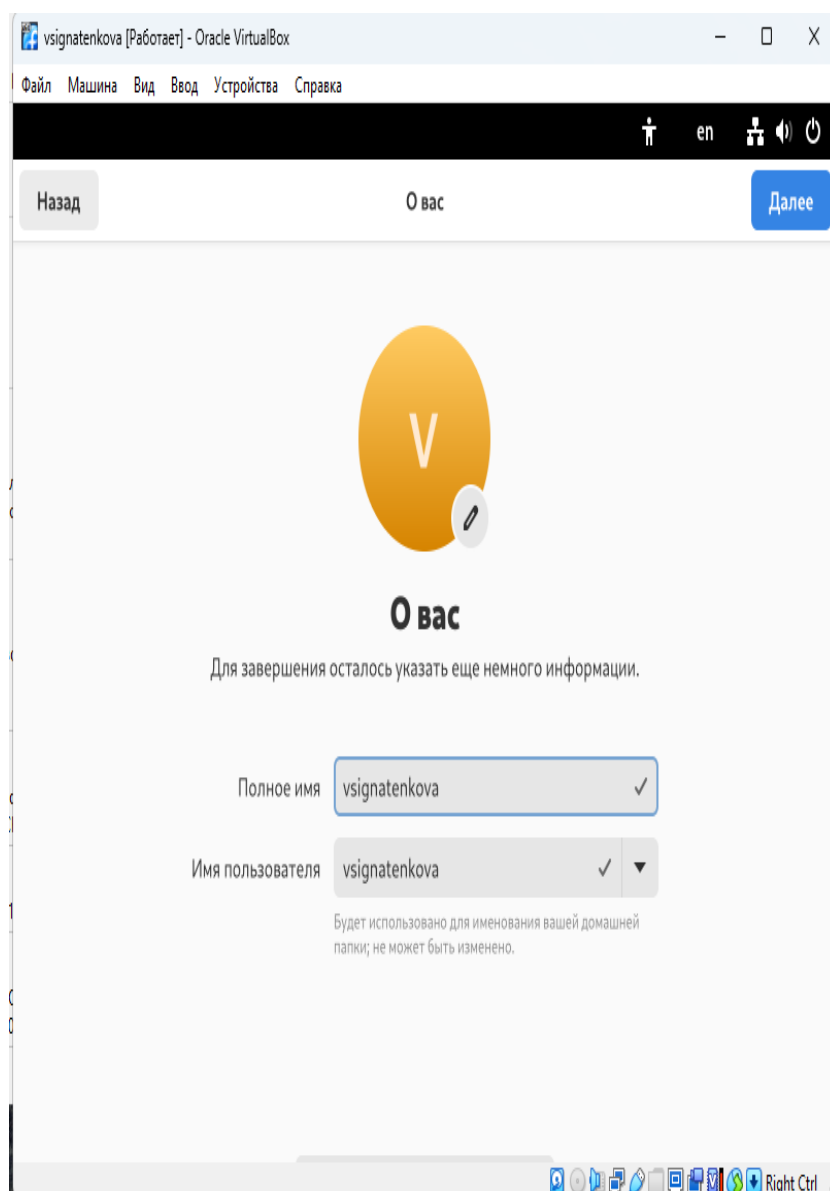 vsignatenkova [Работает] - Oracle VirtualBox
Файл Машина Вид Ввод Устройства Справка
en
Назад
О вас
Далее
V
О вас
Для завершения осталось указать еще немного информации.
Полное имя
vsignatenkova
Имя пользователя
vsignatenkova
Будет использовано для именования вашей домашней
папки; не может быть изменено.
Right Ctrl